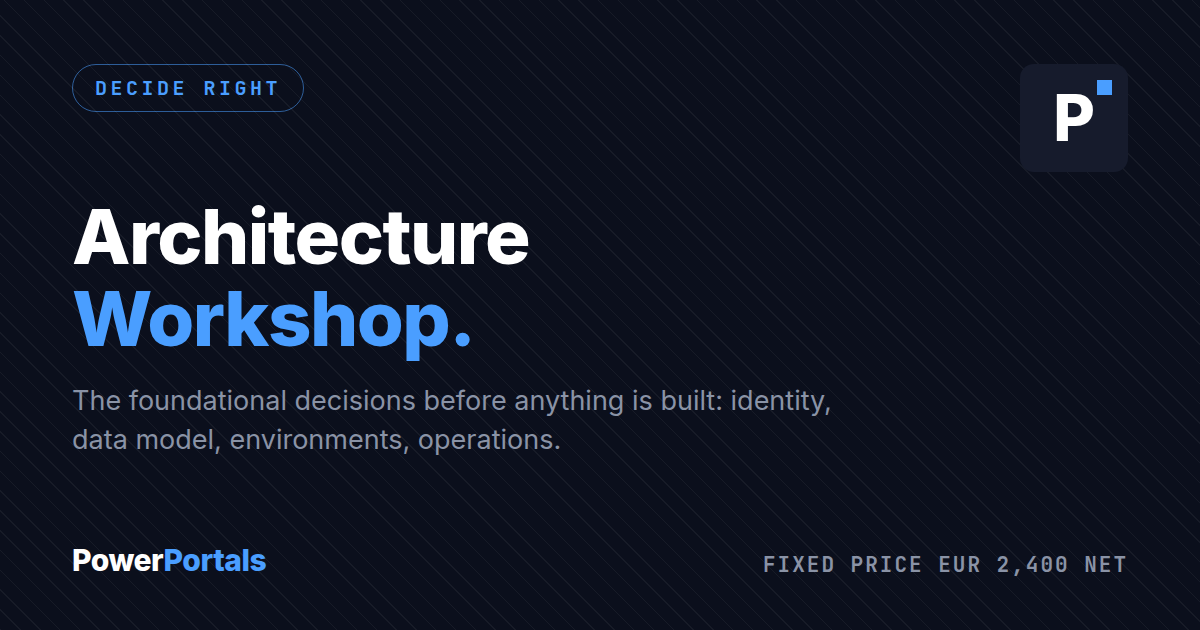 DECIDE RIGHT
P
Architecture
Workshop.
The foundational decisions before anything is built: identity,
data model, environments, operations.
PowerPortals
FIXED PRICE EUR 2,400 NET